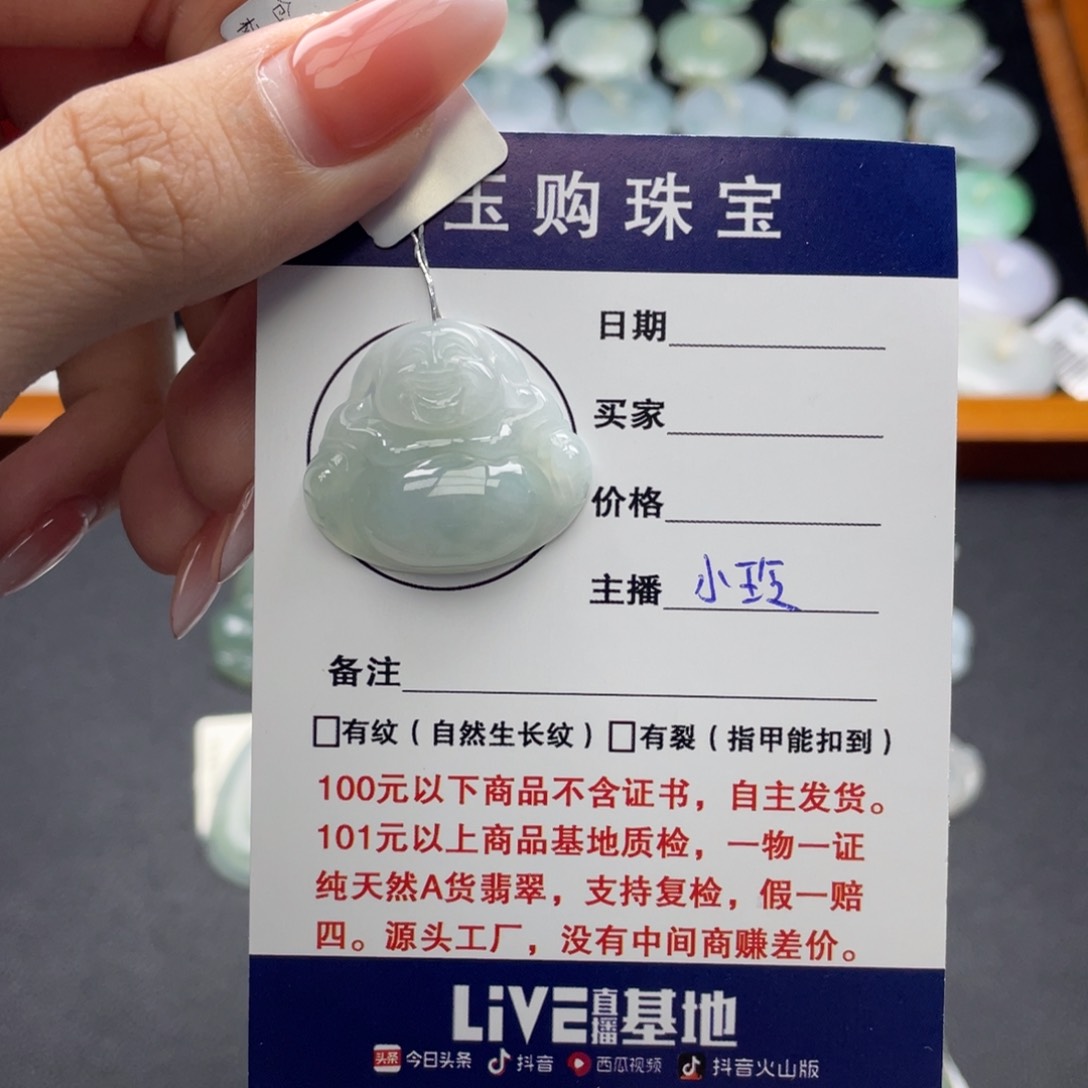 玉购珠宝
日期
买家
价格
主播 小玟
备注
□有纹（自然生长纹）□有裂（指甲能扣到）
100元以下商品不含证书，自主发货。
101元以上商品基地质检，一物一证
纯天然A货翡翠，支持复检，假一赔
四。源头工厂，没有中间商赚差价。
LiVE直播基地
头条 今日头条 抖音 西瓜视频 抖音火山版